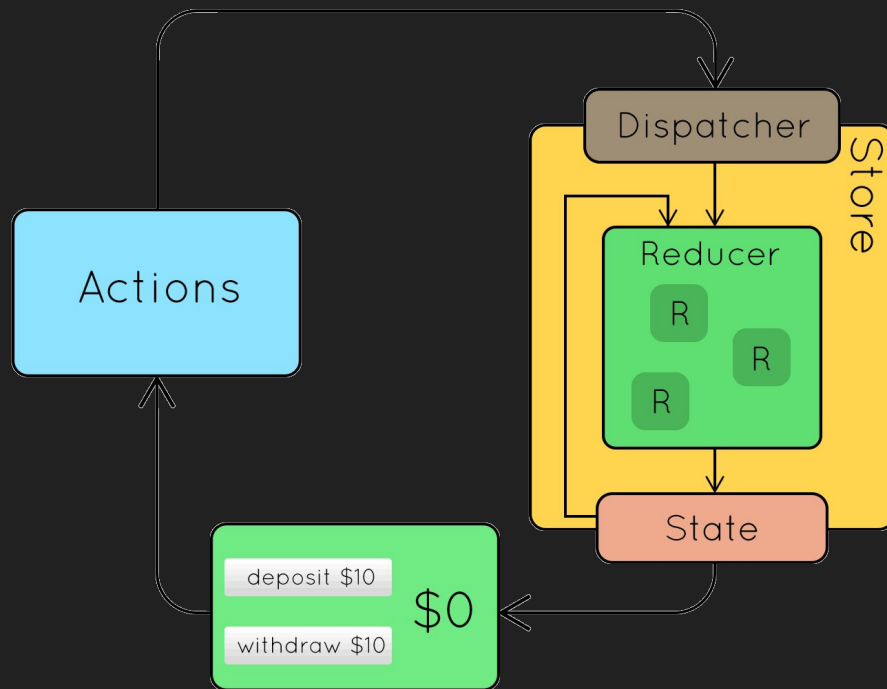 Dispatcher
Store
Reducer
R
R
R
Actions
State
deposit $10
$0
withdraw $10